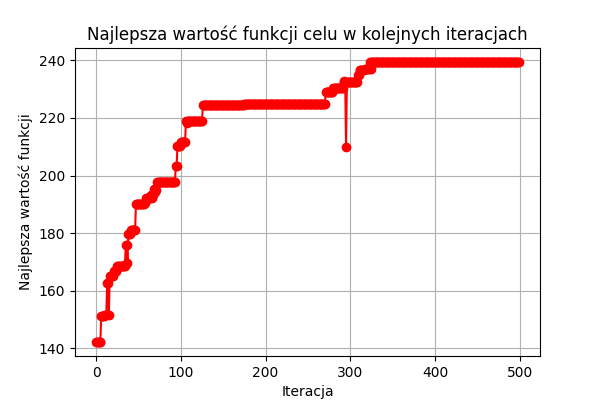 Najlepsza wartość funkcji celu w kolejnych iteracjach
Najlepsza wartość funkcji
240
220
200
180
160
140
0 100 200 300 400 500
Iteracja